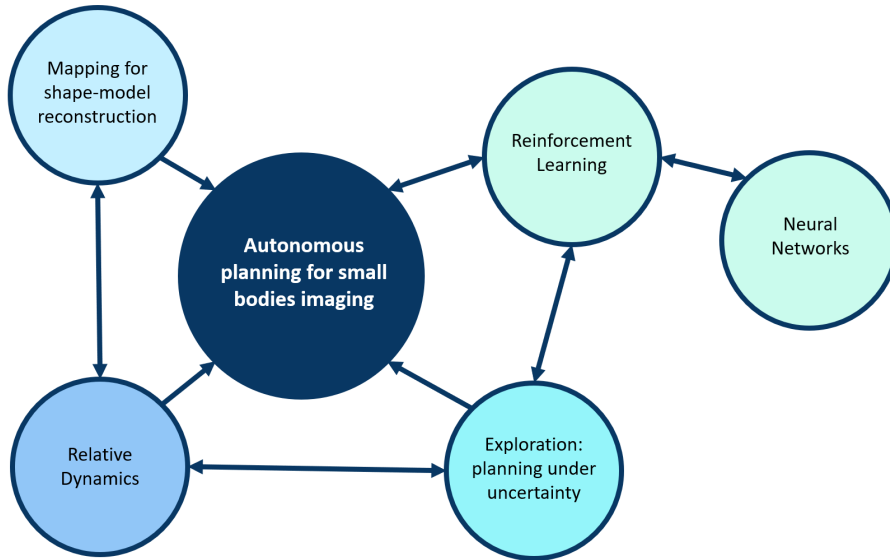 Mapping for
shape-model
reconstruction
Reinforcement
Learning
Neural
Networks
Autonomous
planning for small
bodies imaging
Relative
Dynamics
Exploration:
planning under
uncertainty